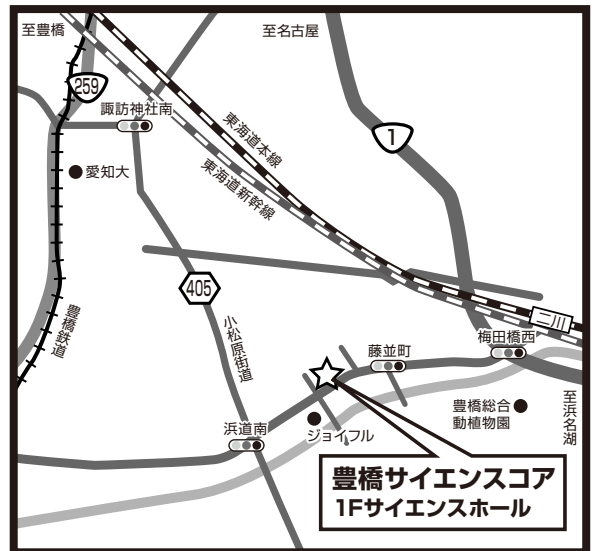 至豊橋
至名古屋
259
諏訪神社南
1
東海道本線
東海道新幹線
愛知大
405
豊橋鉄道
小松原街道
二川
梅田橋西
藤並町
豊橋総合
動植物園
至浜名湖
浜道南
ジョイフル
豊橋サイエンスコア
1Fサイエンスホール